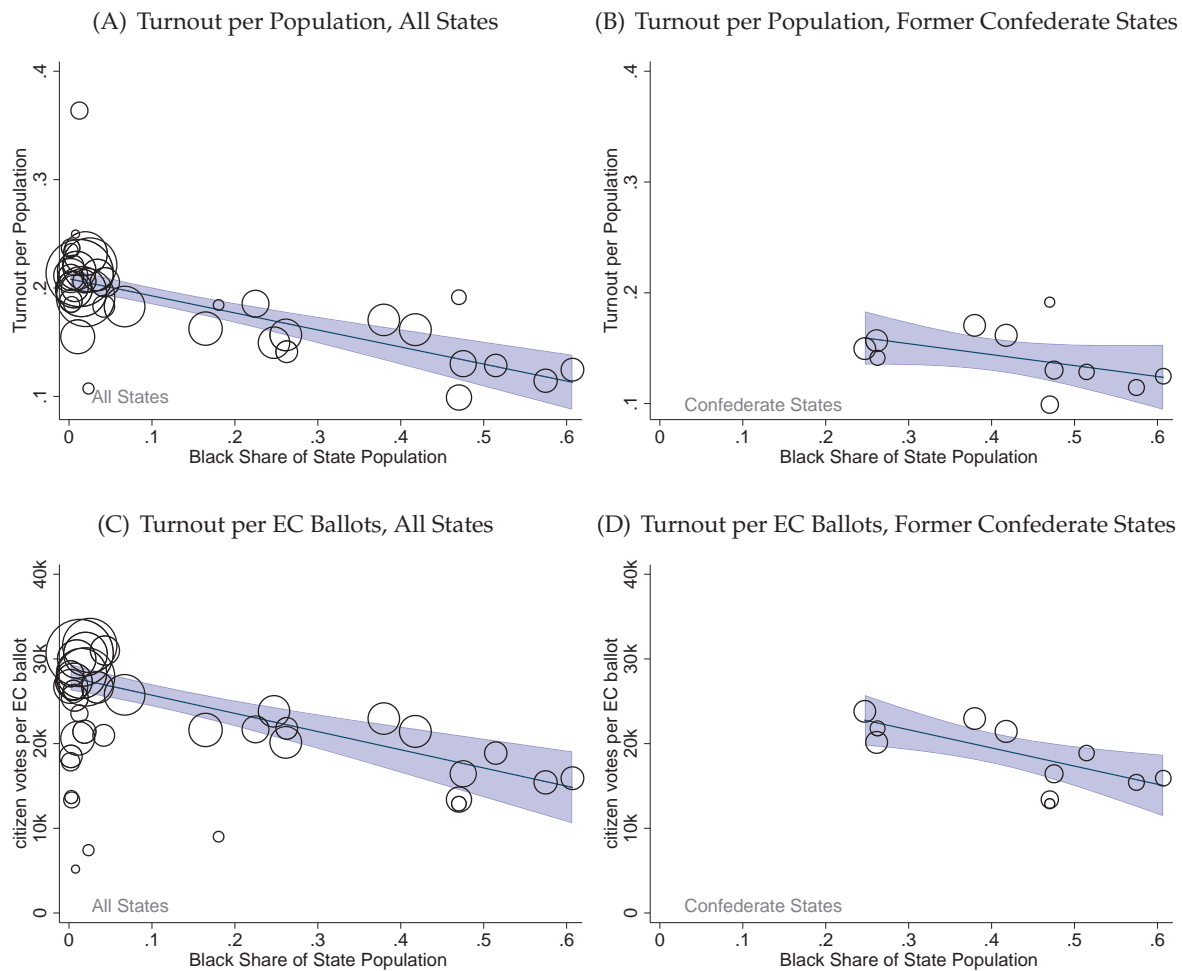 (A) Turnout per Population, All States
(B) Turnout per Population, Former Confederate States
Turnout per Population
.4
.3
.2
.1
All States
0 .1 .2 .3 .4 .5 .6
Black Share of State Population
Turnout per Population
.4
.3
.2
.1
Confederate States
0 .1 .2 .3 .4 .5 .6
Black Share of State Population
(C) Turnout per EC Ballots, All States
(D) Turnout per EC Ballots, Former Confederate States
citizen votes per EC ballot
40k
30k
20k
10k
0
All States
0 .1 .2 .3 .4 .5 .6
Black Share of State Population
citizen votes per EC ballot
40k
30k
20k
10k
0
Confederate States
0 .1 .2 .3 .4 .5 .6
Black Share of State Population